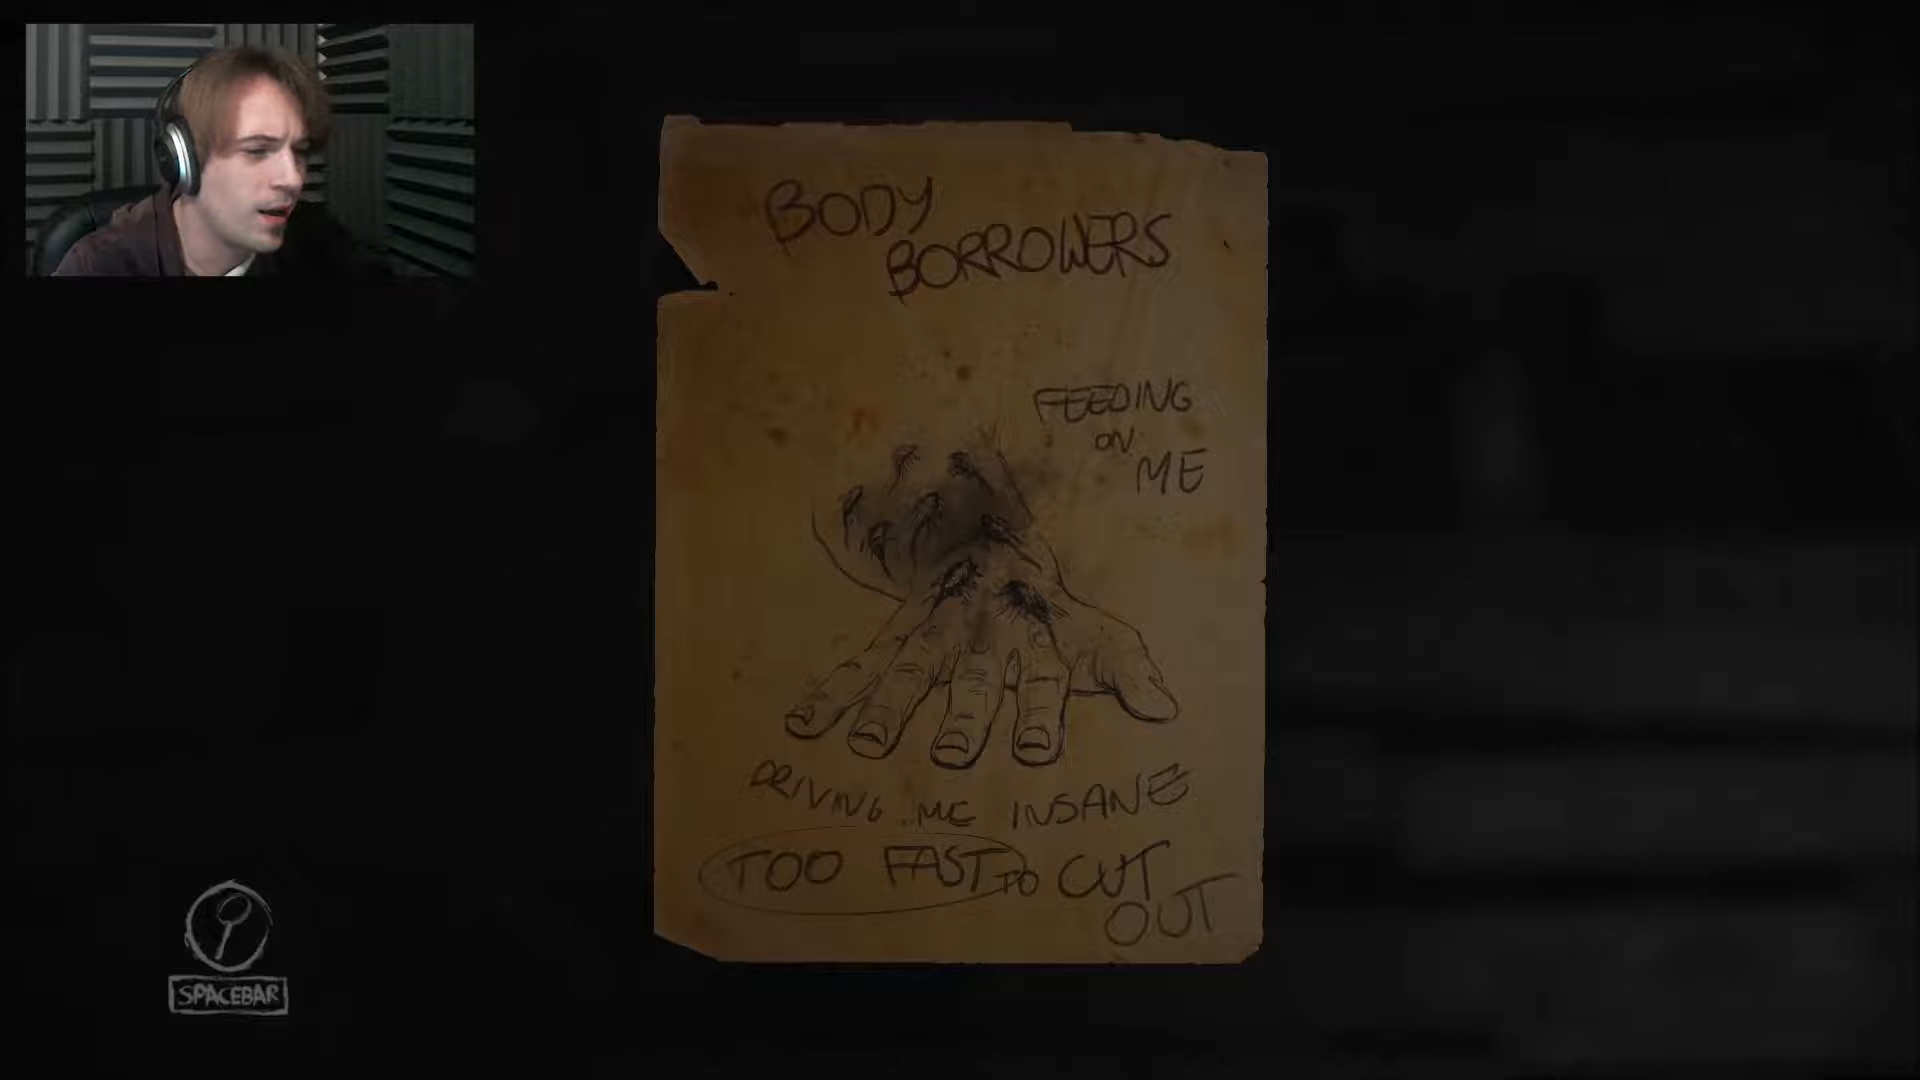 BODY
BORROWERS
FEEDING
ON
ME
DRIVING ME INSANE
TOO FAST TO CUT
OUT
SPACEBAR